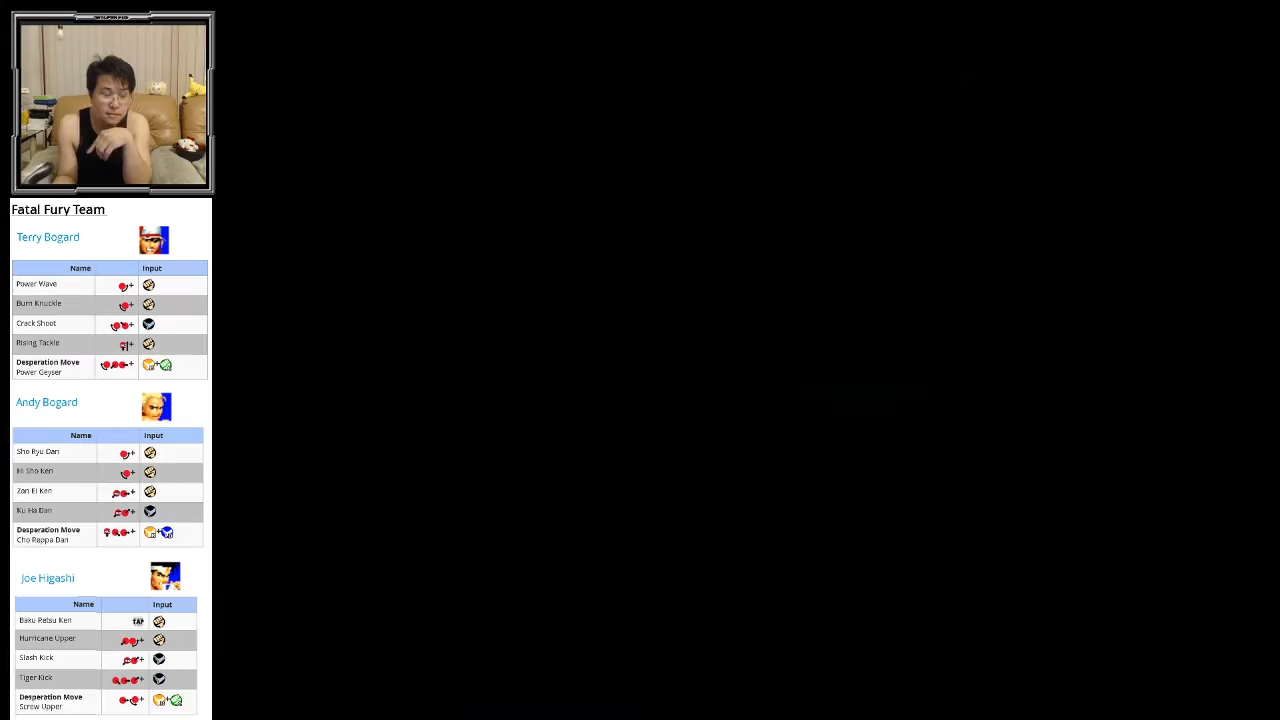 Fatal Fury Team
Terry Bogard
Name Input
Power Wave +
Burn Knuckle +
Crack Shoot +
Rising Tackle +
Desperation Move + +
Power Geyser
Andy Bogard
Name Input
Sho Ryu Dan +
Hi Sho Ken +
Zan Ei Ken +
Ku Ha Dan +
Desperation Move + +
Cho Reppa Dan
Joe Higashi
Name Input
Baku Retsu Ken TAP
Hurricane Upper +
Slash Kick +
Tiger Kick +
Desperation Move + +
Screw Upper